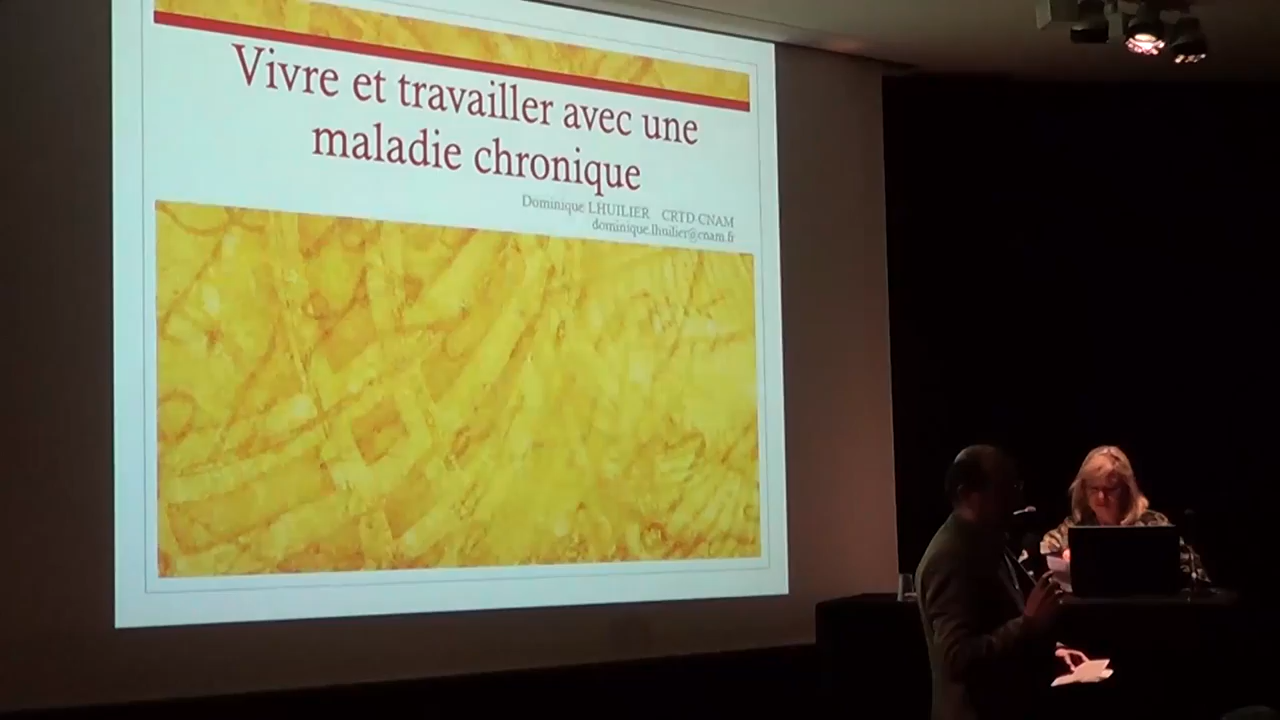 Vivre et travailler avec une
maladie chronique
Dominique LHUILIER CRTD CNAM
dominique.lhuilier@cnam.fr